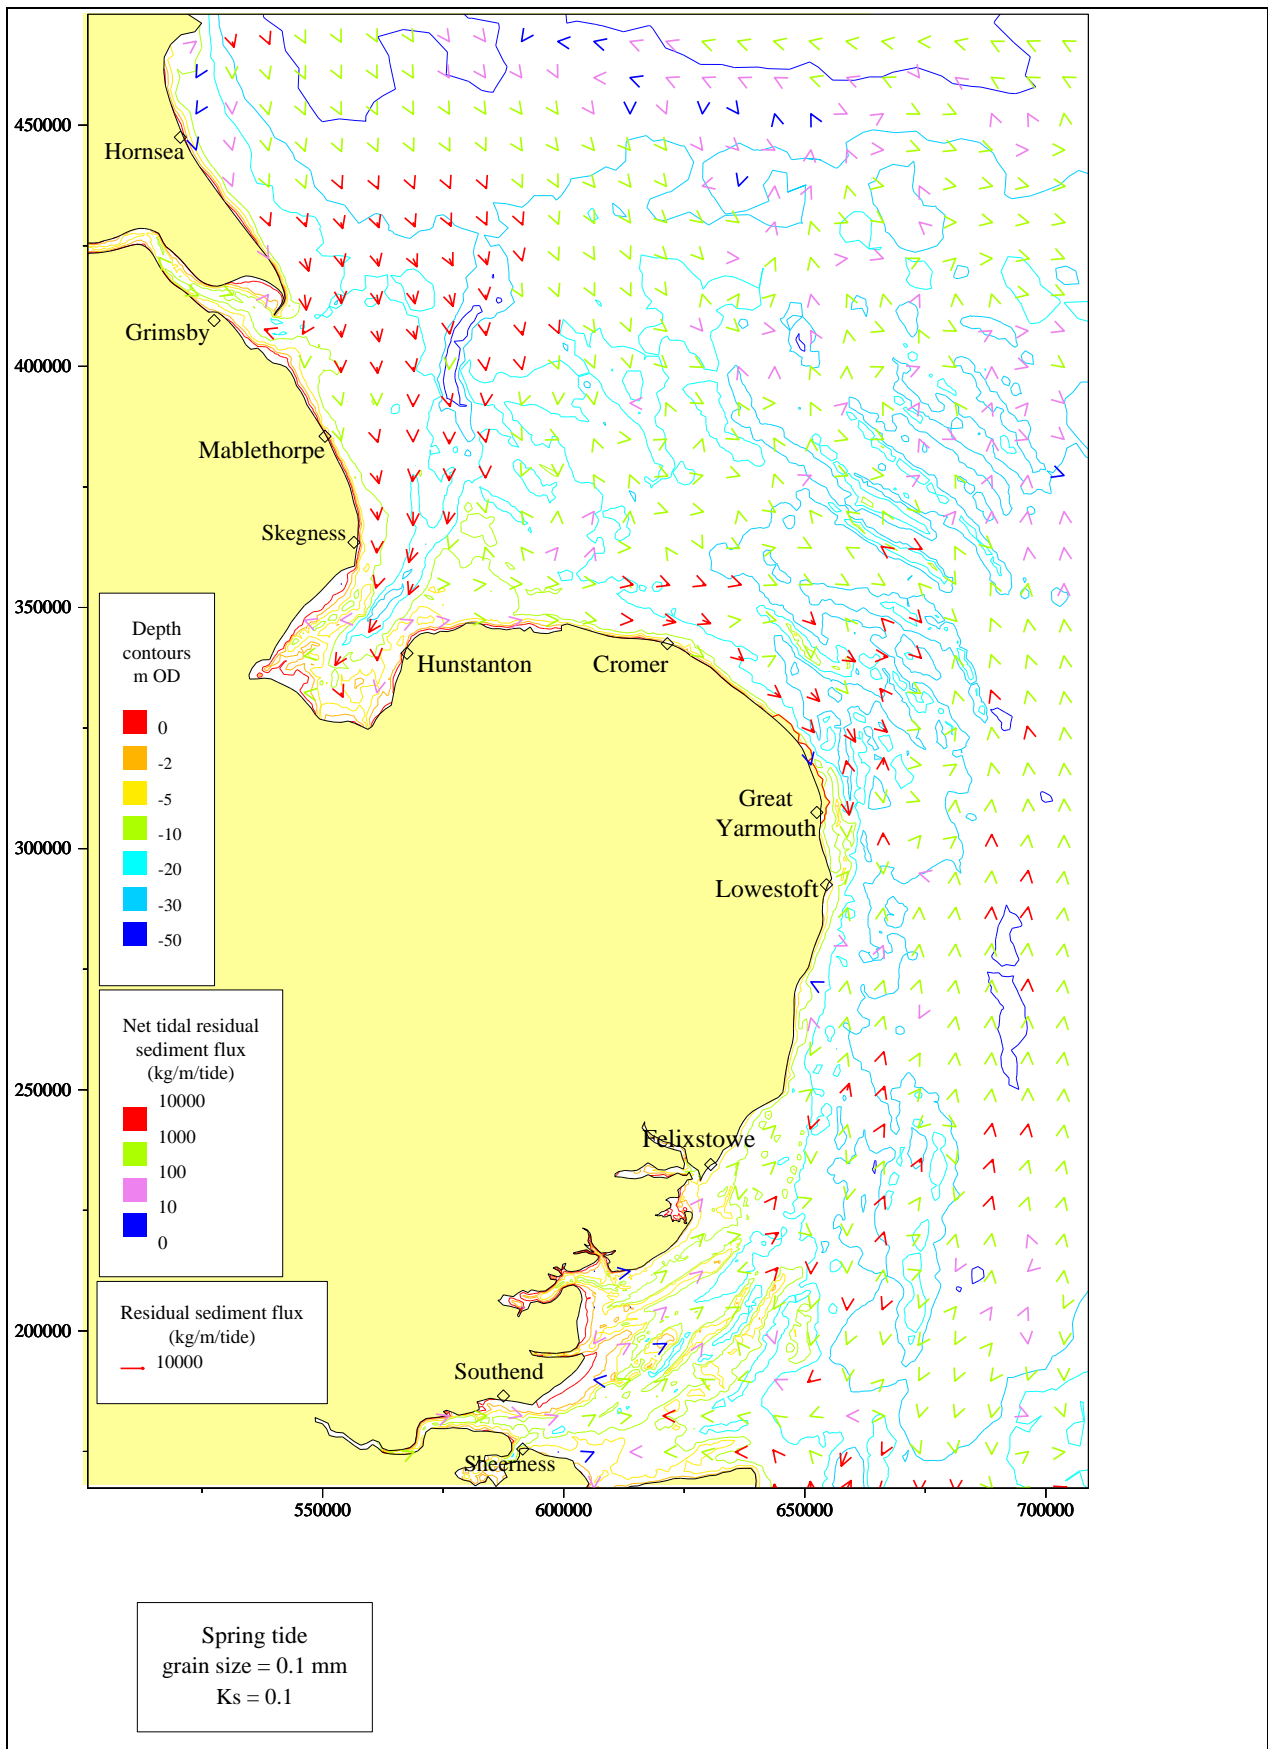 450000
Hornsea
Grimsby
400000
Mablethorpe
Skegness
350000
Depth
contours
m OD
0
-2
-5
-10
-20
-30
-50
Hunstanton
Cromer
Great
Yarmouth
300000
Lowestoft
Net tidal residual
sediment flux
(kg/m/tide)
10000
1000
100
10
0
250000
Felixstowe
Residual sediment flux
(kg/m/tide)
10000
200000
Southend
Sheerness
550000
600000
650000
700000
Spring tide
grain size = 0.1 mm
Ks = 0.1